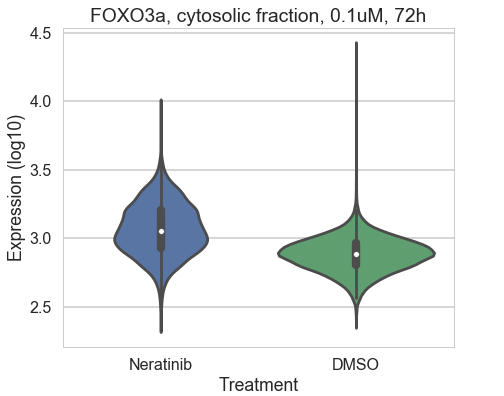 FOXO3a, cytosolic fraction, 0.1uM, 72h
Expression (log10)
4.5
4.0
3.5
3.0
2.5
Neratinib
DMSO
Treatment